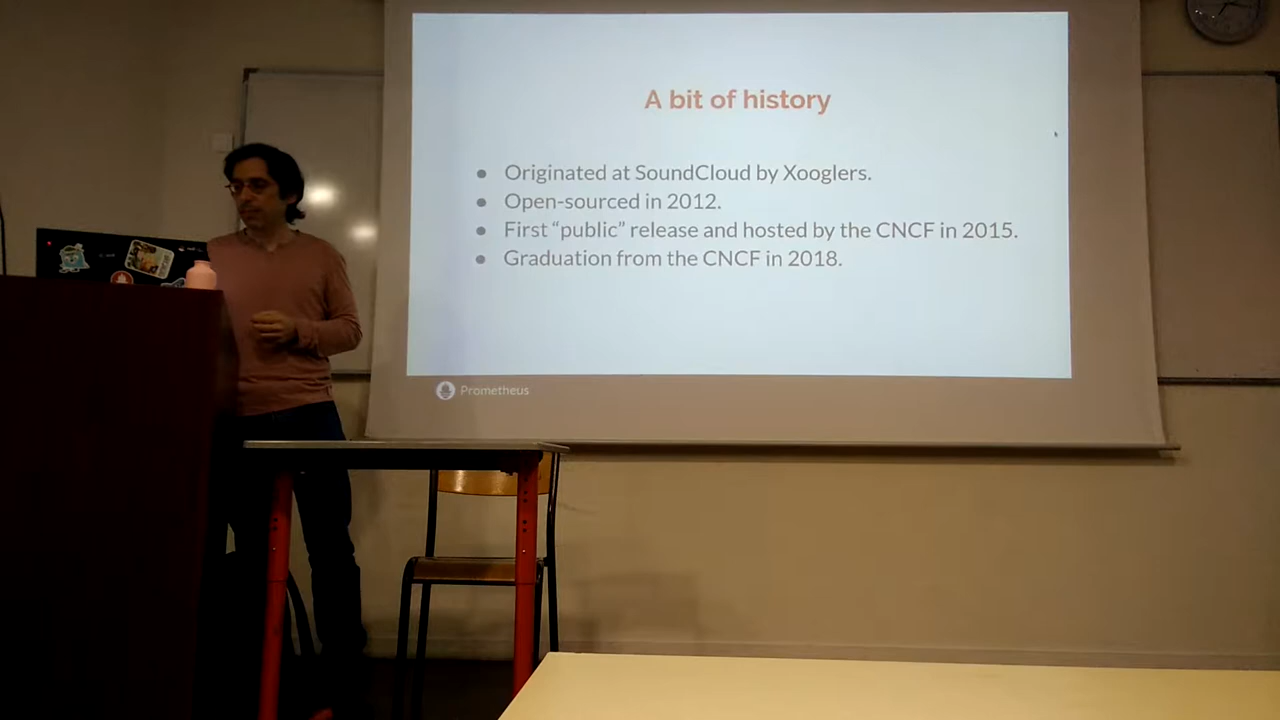 A bit of history
● Originated at SoundCloud by Xooglers.
● Open-sourced in 2012.
● First “public” release and hosted by the CNCF in 2015.
● Graduation from the CNCF in 2018.
Prometheus